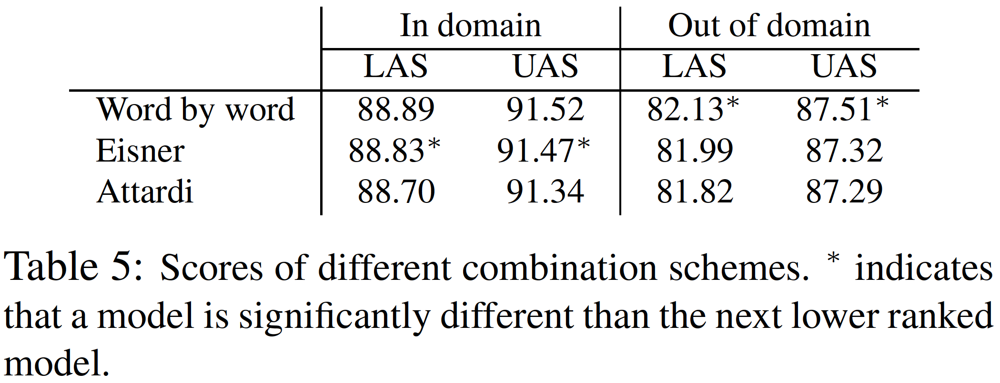 In domain Out of domain
LAS UAS LAS UAS
Word by word 88.89 91.52 82.13* 87.51*
Eisner 88.83* 91.47* 81.99 87.32
Attardi 88.70 91.34 81.82 87.29
Table 5: Scores of different combination schemes. * indicates
that a model is significantly different than the next lower ranked
model.